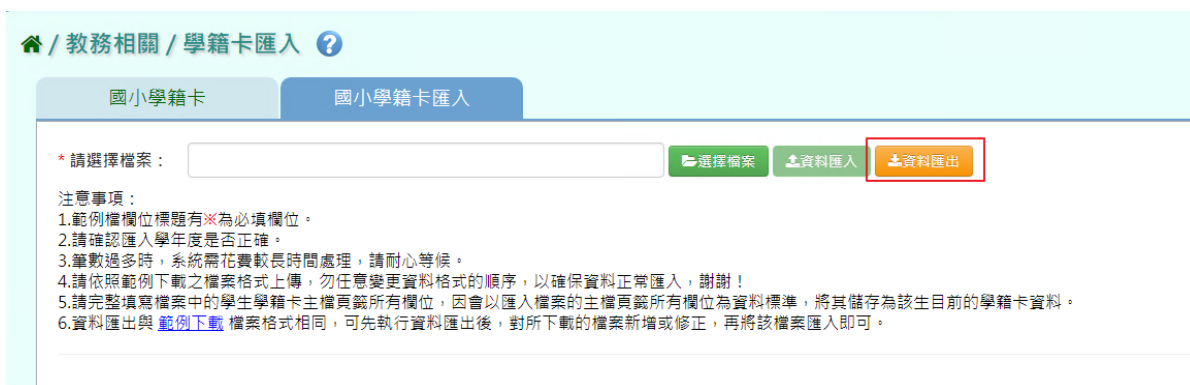 / 教務相關 / 學籍卡匯入 ?
國小學籍卡 國小學籍卡匯入
* 請選擇檔案： 選擇檔案 資料匯入 資料匯出
注意事項：
1.範例檔欄位標題有※為必填欄位。
2.請確認匯入學年度是否正確。
3.筆數過多時，系統需花費較長時間處理，請耐心等候。
4.請依照範例下載之檔案格式上傳，勿任意變更資料格式的順序，以確保資料正常匯入，謝謝！
5.請完整填寫檔案中的學生學籍卡主檔頁籤所有欄位，因會以匯入檔案的主檔頁籤所有欄位為資料標準，將其儲存為該生目前的學籍卡資料。
6.資料匯出與 範例下載 檔案格式相同，可先執行資料匯出後，對所下載的檔案新增或修正，再將該檔案匯入即可。